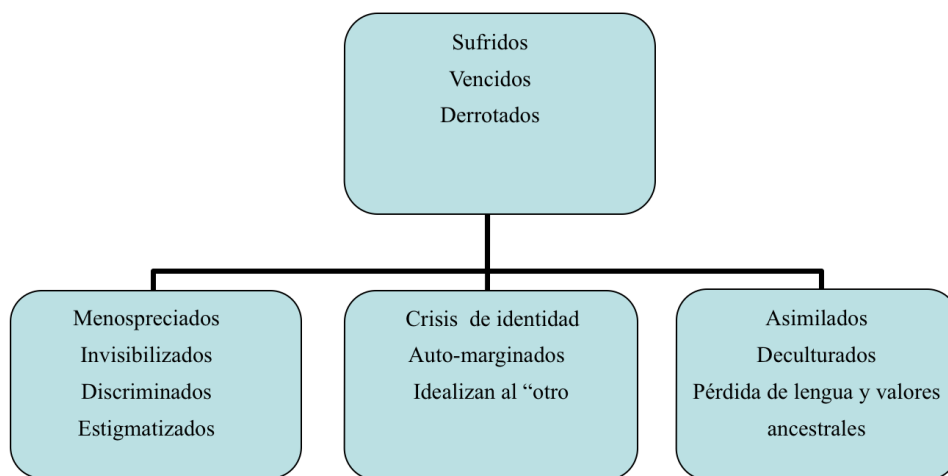 Sufridos
Vencidos
Derrotados
Menospreciados
Invisibilizados
Discriminados
Estigmatizados
Crisis de identidad
Auto-marginados
Idealizan al “otro
Asimilados
Deculturados
Pérdida de lengua y valores
ancestrales